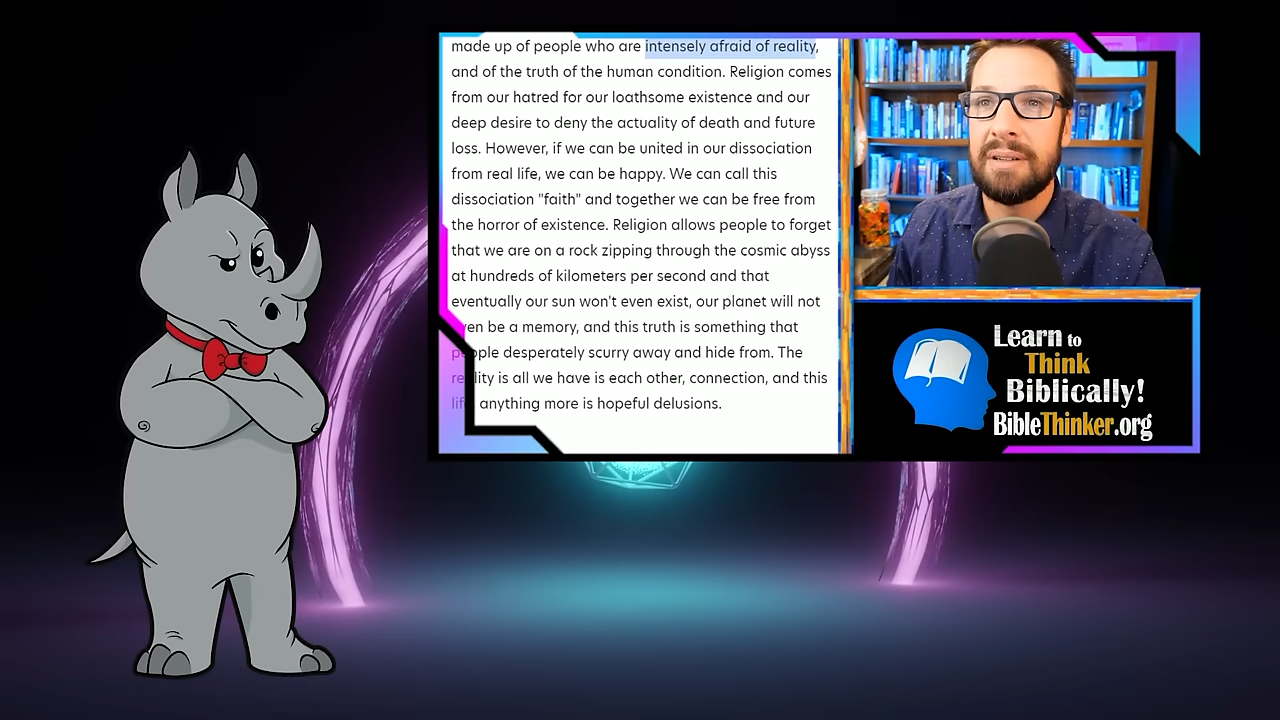 made up of people who are intensely afraid of reality,
and of the truth of the human condition. Religion comes
from our hatred for our loathsome existence and our
deep desire to deny the actuality of death and future
loss. However, if we can be united in our dissociation
from real life, we can be happy. We can call this
dissociation "faith" and together we can be free from
the horror of existence. Religion allows people to forget
that we are on a rock zipping through the cosmic abyss
at hundreds of kilometers per second and that
eventually our sun won't even exist, our planet will not
even be a memory, and this truth is something that
people desperately scurry away and hide from. The
reality is all we have is each other, connection, and this
life, anything more is hopeful delusions.
Learn to
Think
Biblically!
BibleThinker.org